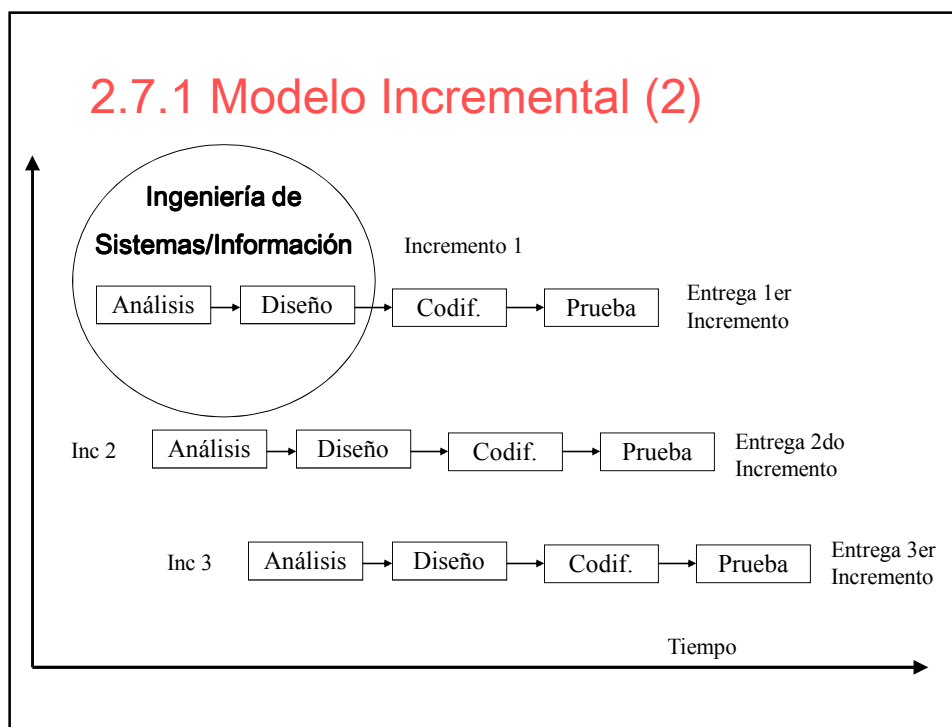 2.7.1 Modelo Incremental (2)
Ingeniería de
Sistemas/Información
Incremento 1
Análisis
Diseño
Codif.
Prueba
Entrega 1er
Incremento
Inc 2
Análisis
Diseño
Codif.
Prueba
Entrega 2do
Incremento
Inc 3
Análisis
Diseño
Codif.
Prueba
Entrega 3er
Incremento
Tiempo